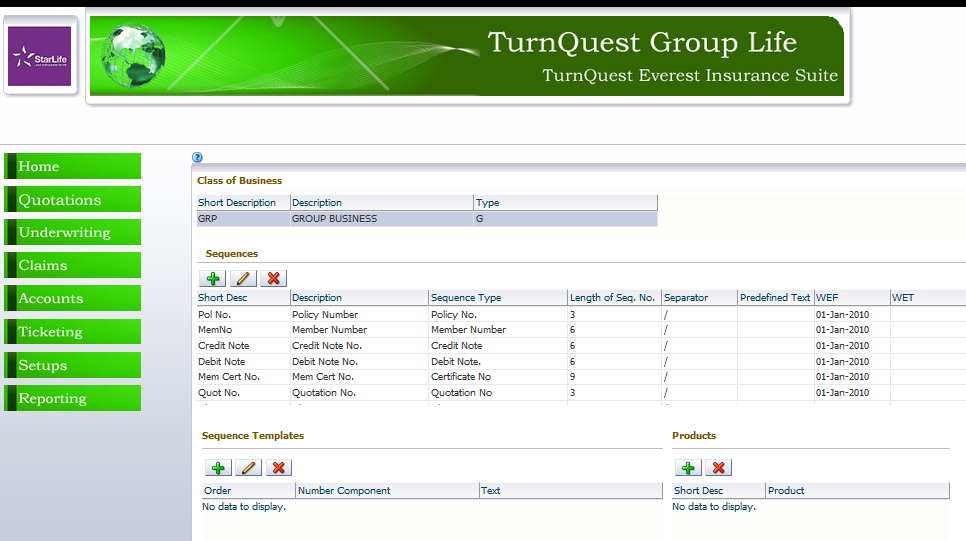 StarLife
TurnQuest Group Life
TurnQuest Everest Insurance Suite
Home
Quotations
Underwriting
Claims
Accounts
Ticketing
Setups
Reporting
?
Class of Business
Short Description Description Type
GRP GROUP BUSINESS G
Sequences
Short Desc Description Sequence Type Length of Seq. No. Separator Predefined Text WEF WET
Pol No. Policy Number Policy No. 3 / 01-Jan-2010
MemNo Member Number Member Number 6 / 01-Jan-2010
Credit Note Credit Note No. Credit Note 6 / 01-Jan-2010
Debit Note Debit Note No. Debit Note. 6 / 01-Jan-2010
Mem Cert No. Mem Cert No. Certificate No 9 / 01-Jan-2010
Quot No. Quotation No. Quotation No 3 / 01-Jan-2010
Sequence Templates
Order Number Component Text
No data to display.
Products
Short Desc Product
No data to display.